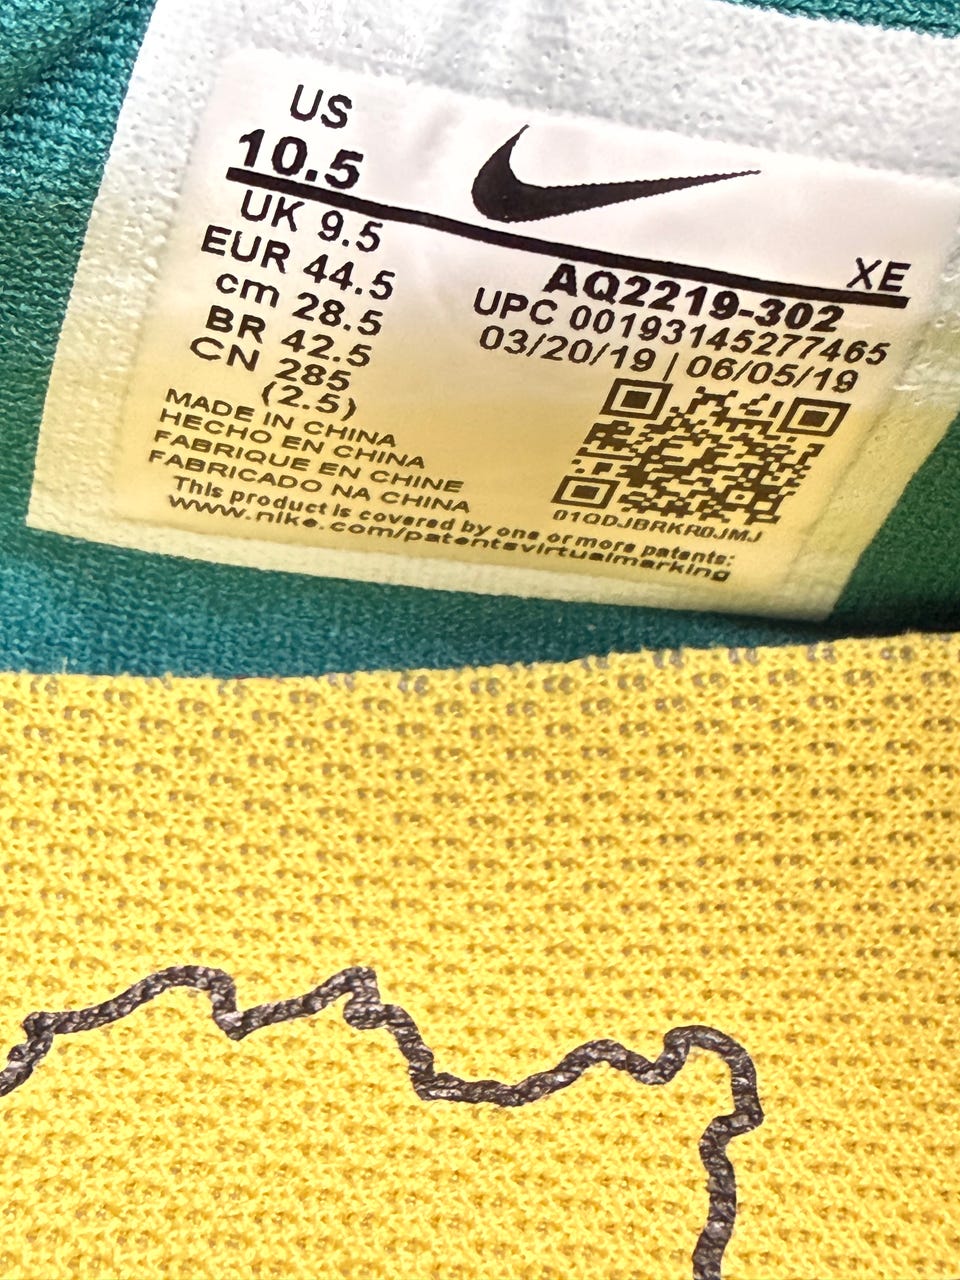 US
10.5
UK 9.5
EUR 44.5
cm 28.5
BR 42.5
CN 285
(2.5)
MADE IN CHINA
HECHO EN CHINA
FABRIQUE EN CHINE
FABRICADO NA CHINA
This product is covered by one or more patents:
www.nike.com/patentsvirtualmarking
XE
AQ2219-302
UPC 00193145277465
03/20/19 | 06/05/19
01QDJBRKR0JMJ